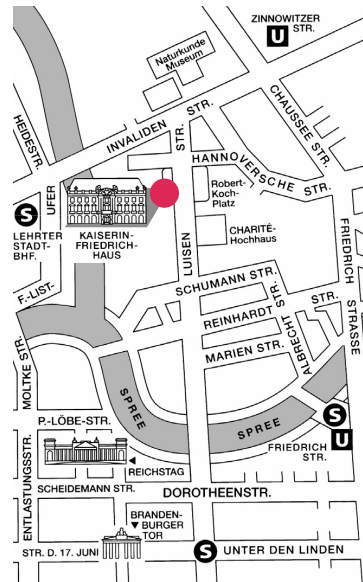 ZINNOWITZER
STR.
U
Naturkunde
Museum
HEIDESTR.
INVALIDEN STR.
CHAUSSEE STR.
STR.
HANNOVERSCHE STR.
Robert-
Koch-
Platz
UFER
S
LEHRTER
STADT-
BHF.
KAISERIN-
FRIEDRICH-
HAUS
LUISEN
CHARITÉ-
Hochhaus
FRIEDRICH
STRASSE
F.-LIST-
SCHUMANN STR.
REINHARDT STR.
ALBRECHT STR.
MARIEN STR.
MOLTKE STR.
SPREE
SPREE
S
U
P.-LÖBE-STR.
FRIEDRICH
STR.
ENTLASTUNGSSTR.
REICHSTAG
SCHEIDEMANN STR.
DOROTHEENSTR.
BRANDEN-
BURGER
TOR
STR. D. 17. JUNI
S
UNTER DEN LINDEN